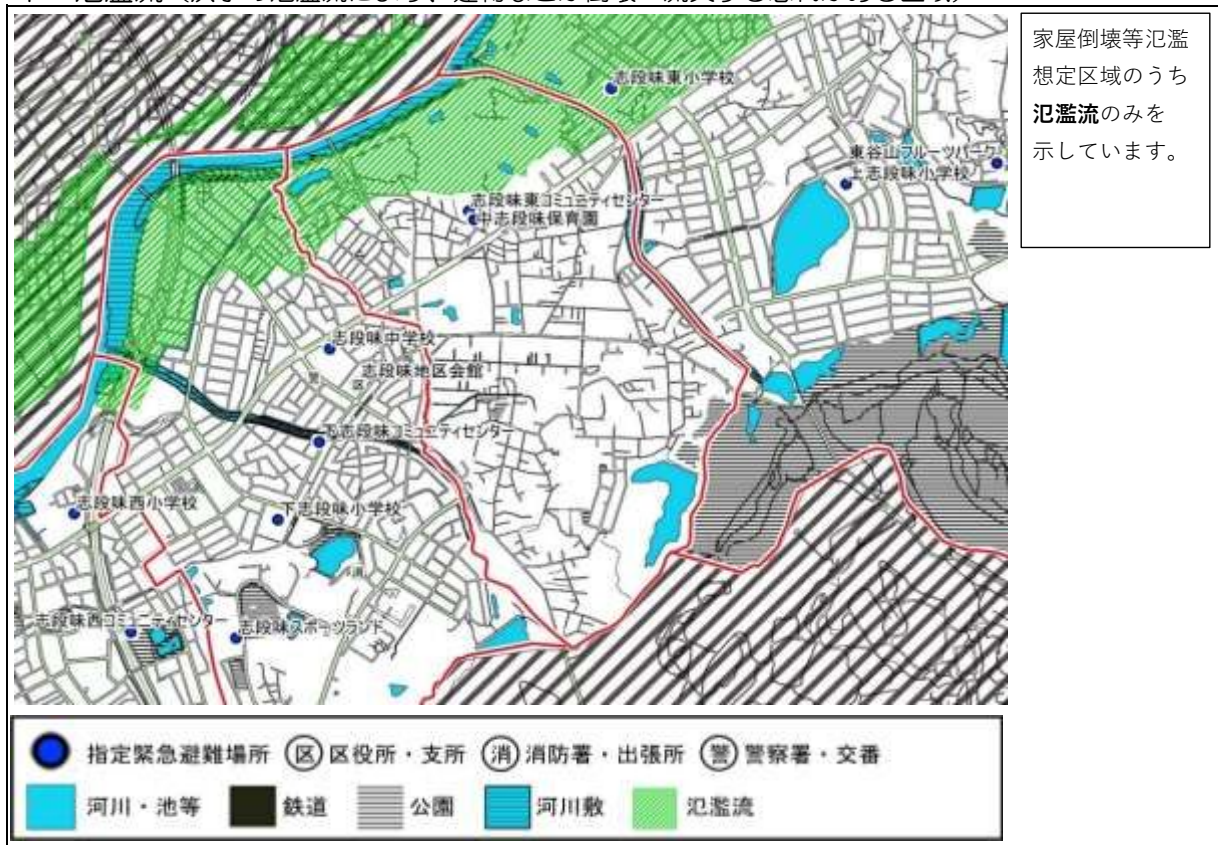 家屋倒壊等氾濫
想定区域のうち
氾濫流のみを
示しています。
志段味東小学校
東谷山フルーツパーク
上志段味小学校
志段味東コミュニティセンター
中志段味保育園
志段味中学校
志段味地区会館
警
区
下志段味コミュニティセンター
志段味西小学校
下志段味小学校
消
志段味西コミュニティセンター
志段味スポーツランド
指定緊急避難場所 区 区役所・支所 消 消防署・出張所 警 警察署・交番
河川・池等 鉄道 公園 河川敷 氾濫流